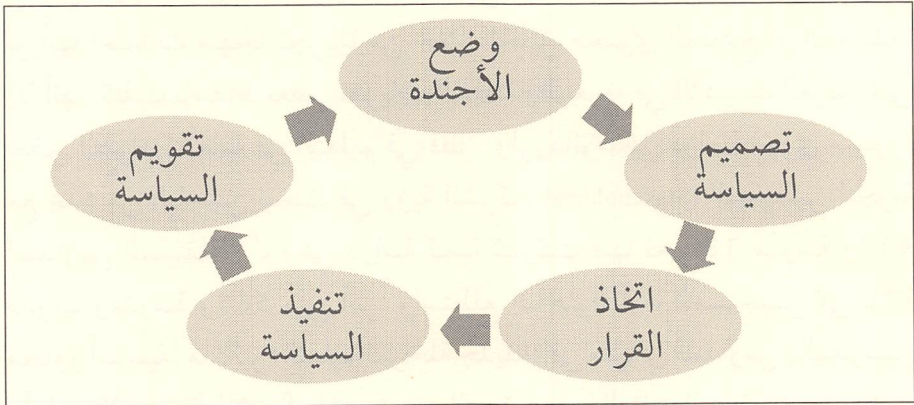 وضع
الأجندة
تصميم
السياسة
اتخاذ
القرار
تنفيذ
السياسة
تقويم
السياسة